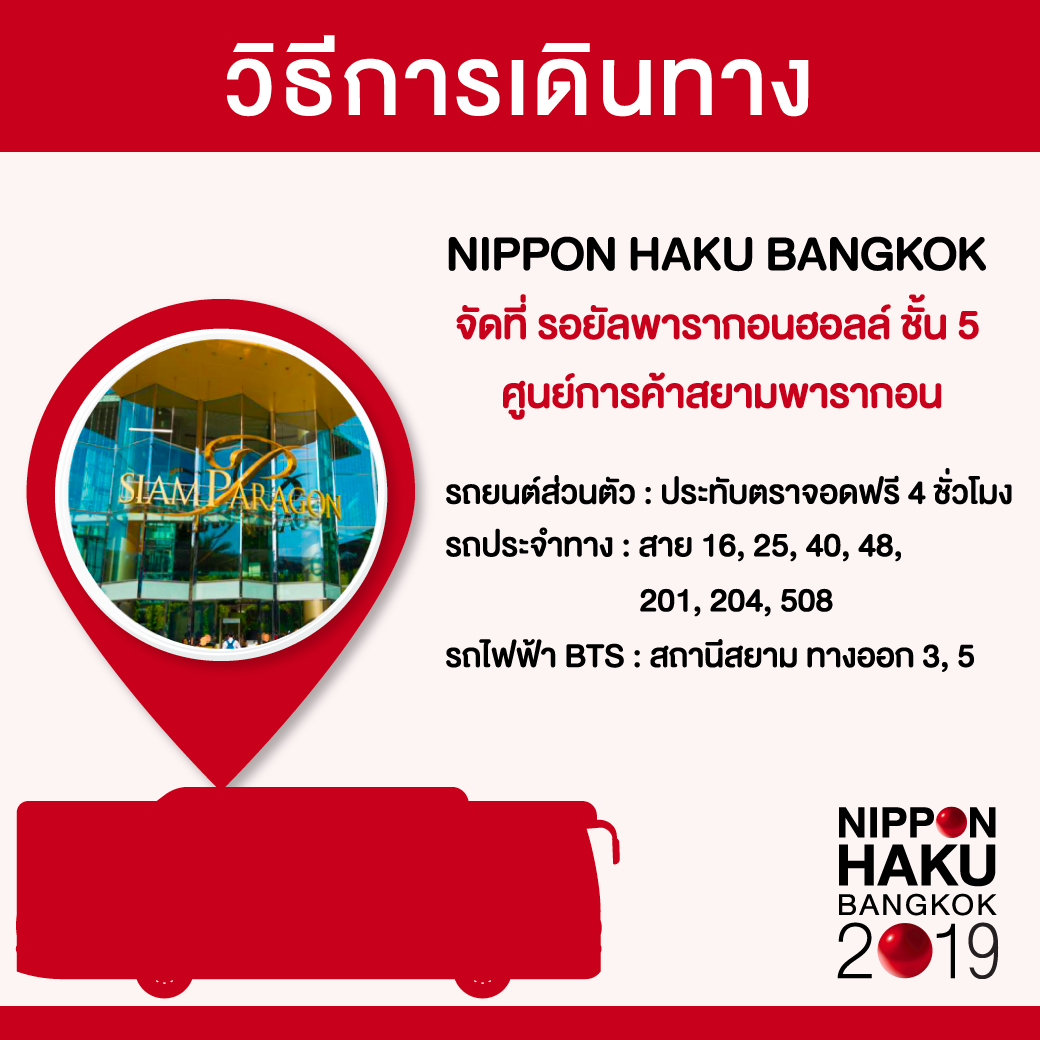 วิธีการเดินทาง
NIPPON HAKU BANGKOK
จัดที่ รอยัลพารากอนฮอลล์ ชั้น 5
ศูนย์การค้าสยามพารากอน
SIAM PARAGON
รถยนต์ส่วนตัว : ประทับตราจอดฟรี 4 ชั่วโมง
รถประจำทาง : สาย 16, 25, 40, 48,
201, 204, 508
รถไฟฟ้า BTS : สถานีสยาม ทางออก 3, 5
NIPPON
HAKU
BANGKOK
2019